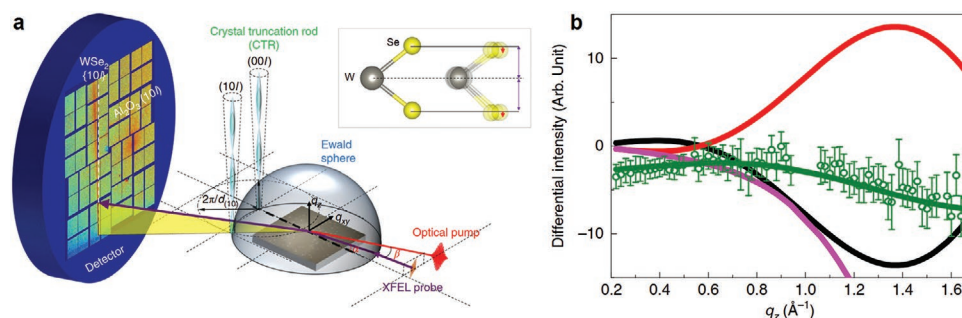 a
Crystal truncation rod
(CTR)
(00l)
(10l)
WSe₂
{10l}
Al₂O₃ (10l)
Detector
2π/d(10)
Ewald
sphere
qz
qxy
Se
W
Optical pump
α
β
XFEL probe
b
Differential intensity (Arb. Unit)
10
0
−10
0.2 0.4 0.6 0.8 1.0 1.2 1.4 1.6
qz (Å⁻¹)